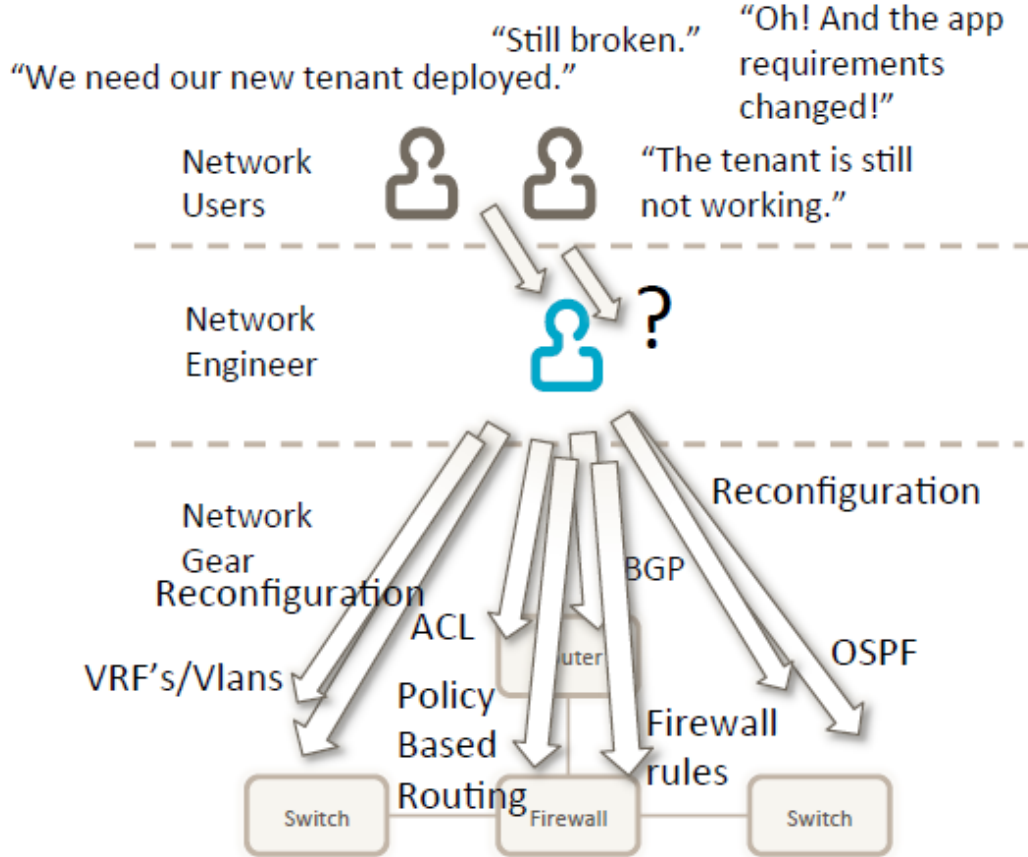 “Still broken.”
“Oh! And the app
requirements
changed!”
“We need our new tenant deployed.”
Network
Users
“The tenant is still
not working.”
Network
Engineer
?
Reconfiguration
Network
Gear
BGP
Reconfiguration
ACL
uter
OSPF
VRF's/Vlans
Policy
Based
Routing
Firewall
rules
Switch
Firewall
Switch